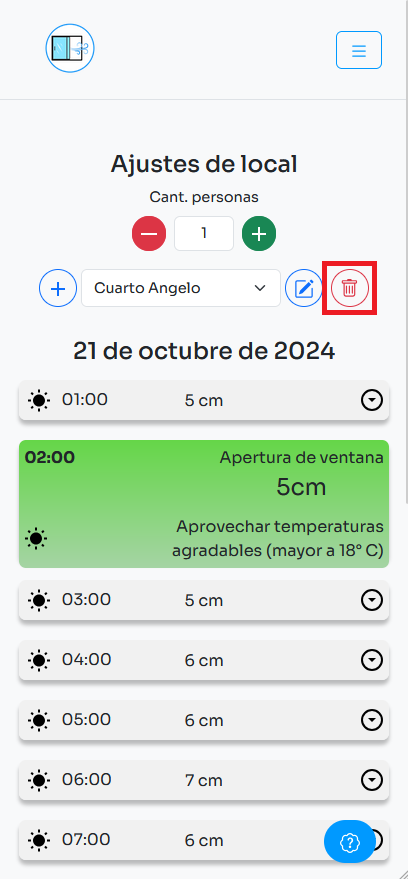 Ajustes de local
Cant. personas
1
Cuarto Angelo
21 de octubre de 2024
01:00 5 cm
02:00 Apertura de ventana
5cm
Aprovechar temperaturas
agradables (mayor a 18° C)
03:00 5 cm
04:00 6 cm
05:00 6 cm
06:00 7 cm
07:00 6 cm